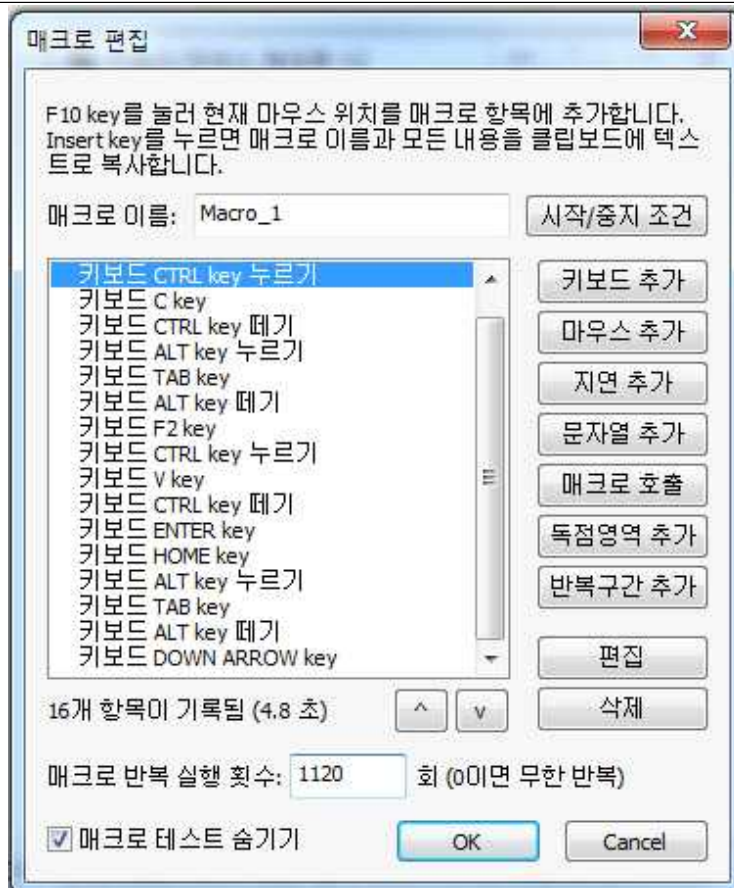 매크로 편집
F10 key를 눌러 현재 마우스 위치를 매크로 항목에 추가합니다.
Insert key를 누르면 매크로 이름과 모든 내용을 클립보드에 텍스
트로 복사합니다.
매크로 이름: Macro_1 시작/중지 조건
키보드 CTRL key 누르기
키보드 C key
키보드 CTRL key 떼기
키보드 ALT key 누르기
키보드 TAB key
키보드 ALT key 떼기
키보드 F2 key
키보드 CTRL key 누르기
키보드 V key
키보드 CTRL key 떼기
키보드 ENTER key
키보드 HOME key
키보드 ALT key 누르기
키보드 TAB key
키보드 ALT key 떼기
키보드 DOWN ARROW key
키보드 추가
마우스 추가
지연 추가
문자열 추가
매크로 호출
독점영역 추가
반복구간 추가
편집
삭제
16개 항목이 기록됨 (4.8 초) ^ v
매크로 반복 실행 횟수: 1120 회 (0이면 무한 반복)
매크로 테스트 숨기기 OK Cancel